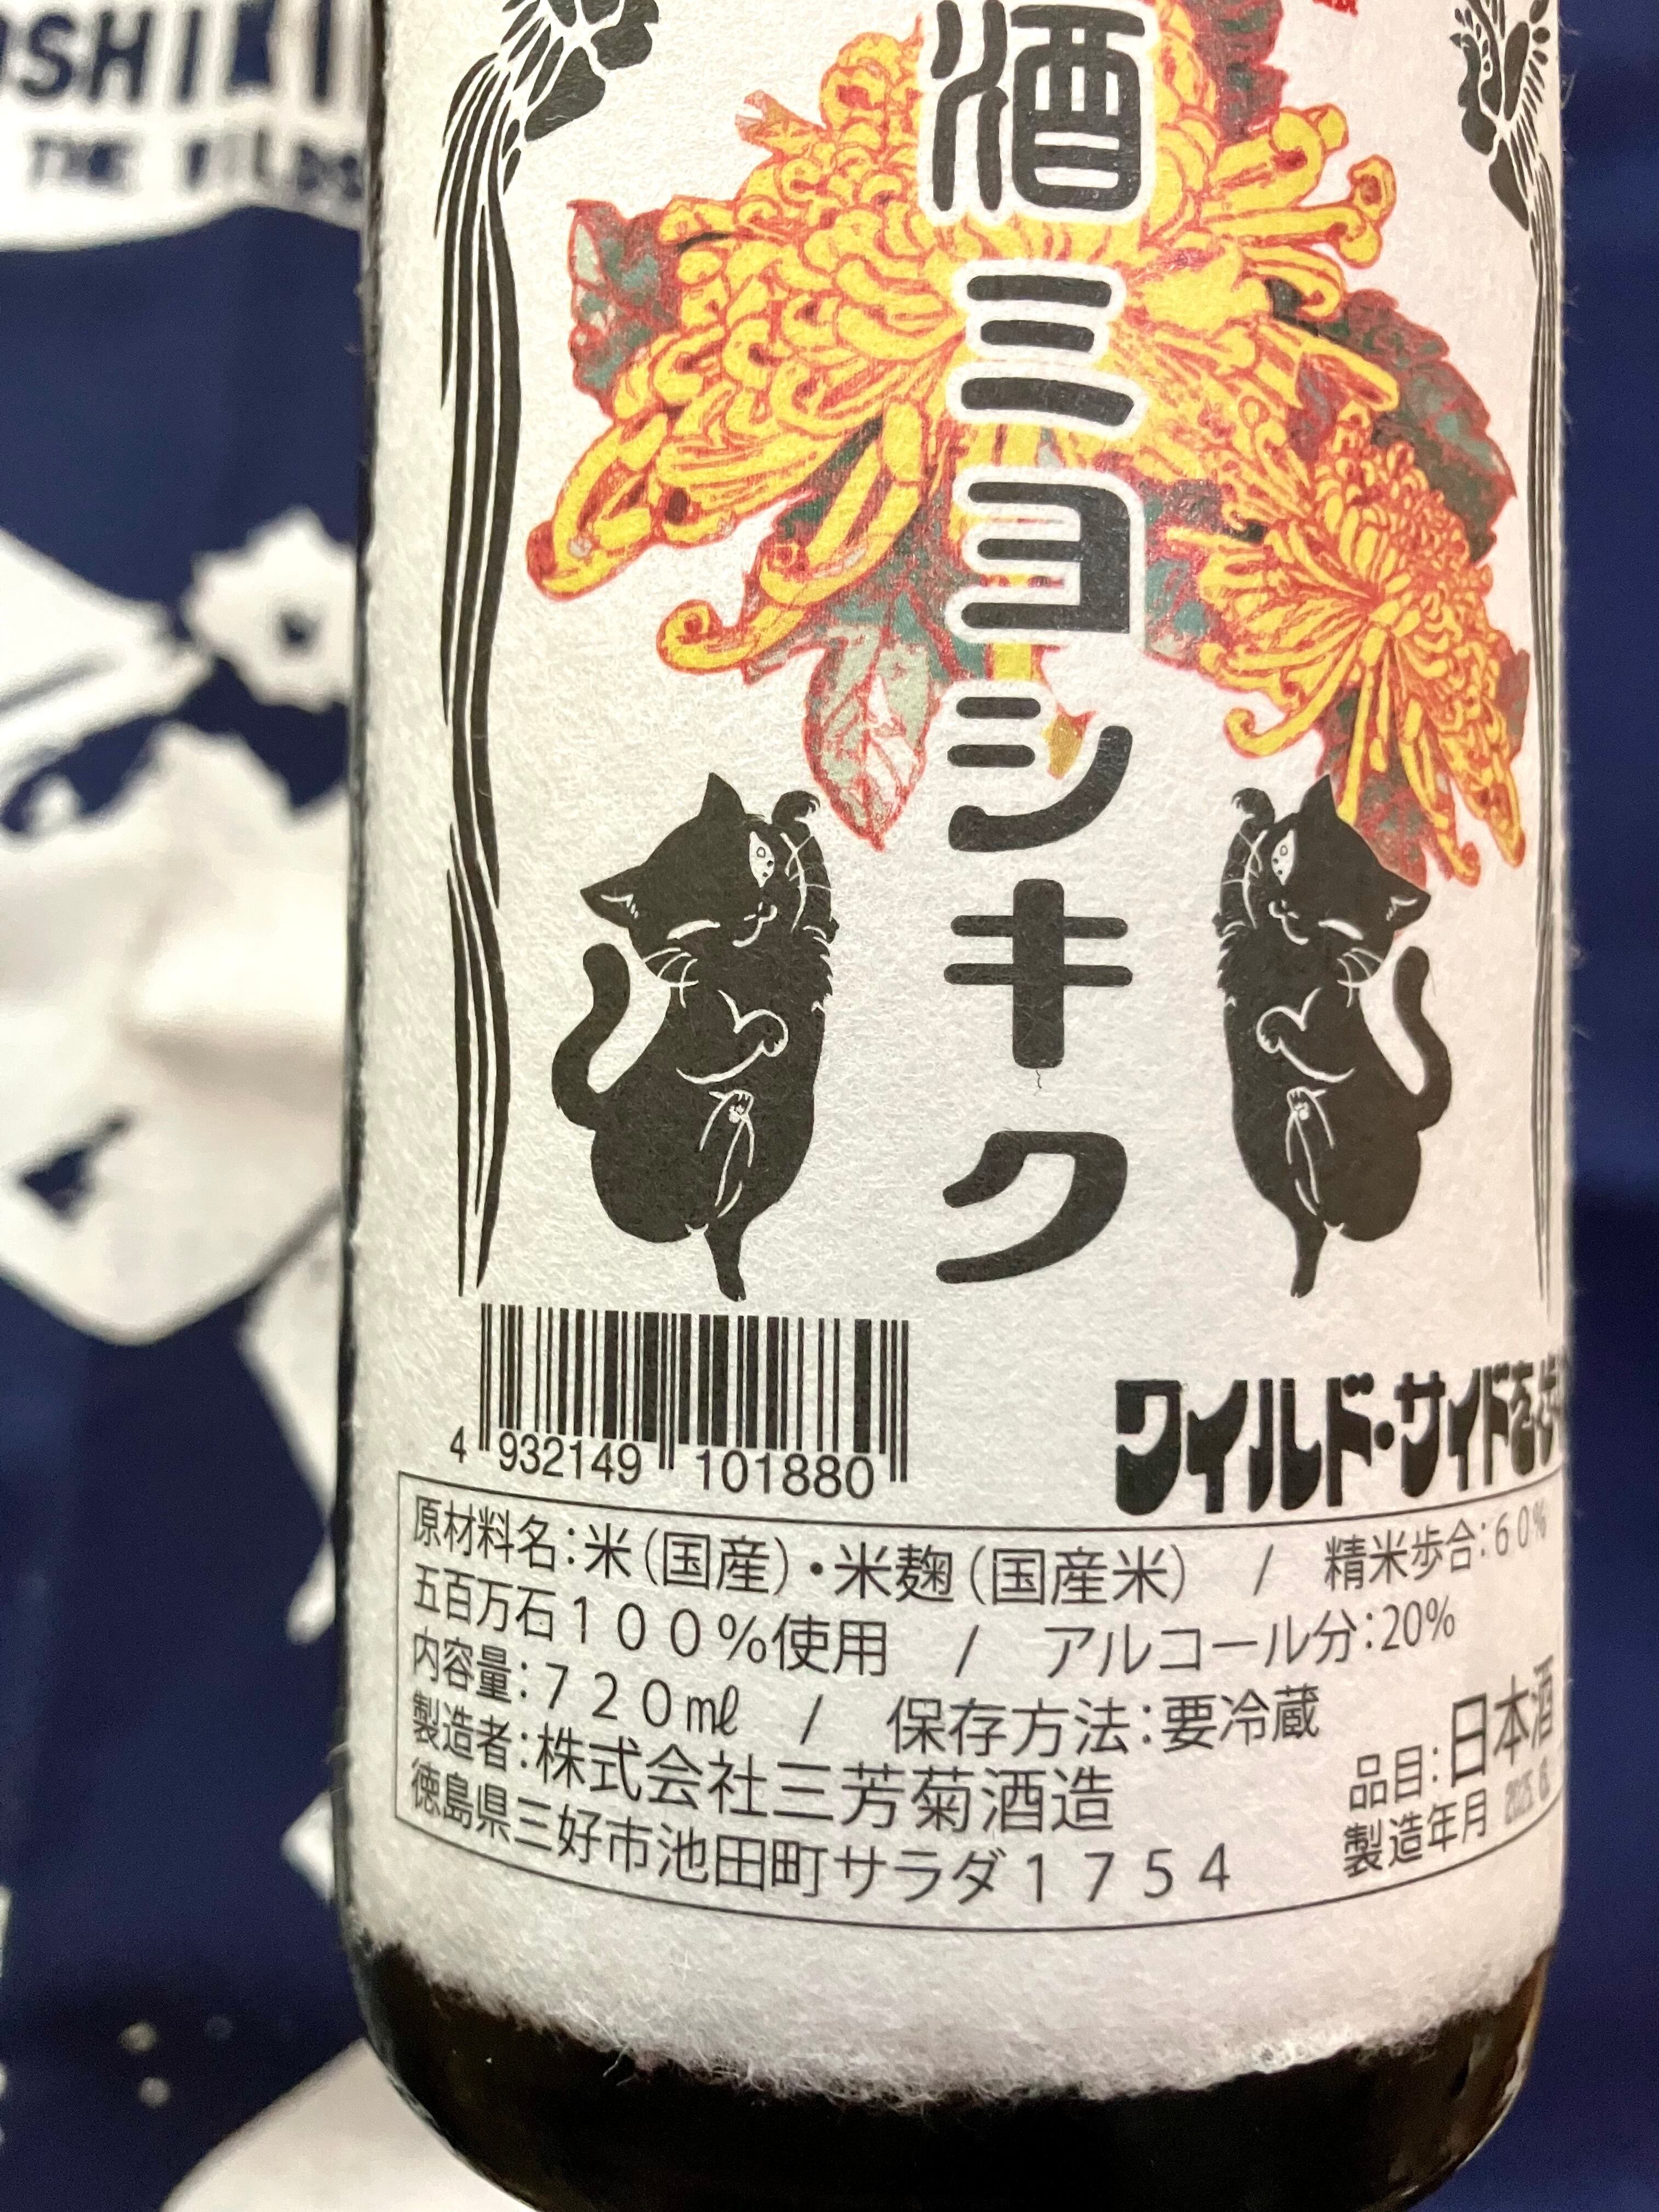 THE WILDS
酒ミヨシキク
4 932149 101880
ワイルド・サイドを歩
原材料名：米（国産）・米麹（国産米） / 精米歩合：60%
五百万石１００％使用 / アルコール分：20%
内容量：７２０㎖ / 保存方法：要冷蔵
製造者：株式会社三芳菊酒造
徳島県三好市池田町サラダ１７５４
品目：日本酒
製造年月 2025. 6.